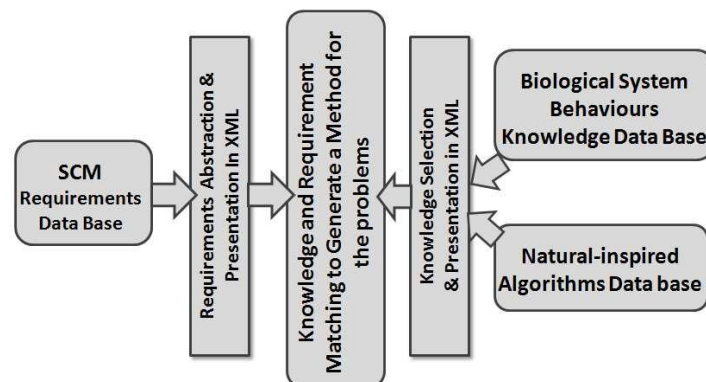 SCM
Requirements
Data Base
Requirements Abstraction &
Presentation In XML
Knowledge and Requirement
Matching to Generate a Method for
the problems
Knowledge Selection
& Presentation in XML
Biological System
Behaviours
Knowledge Data Base
Natural-inspired
Algorithms Data base